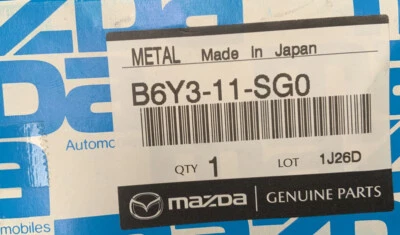 METAL Made In Japan
B6Y3-11-SG0
Automo
QTY 1 LOT 1J26D
mazda GENUINE PARTS
mobiles